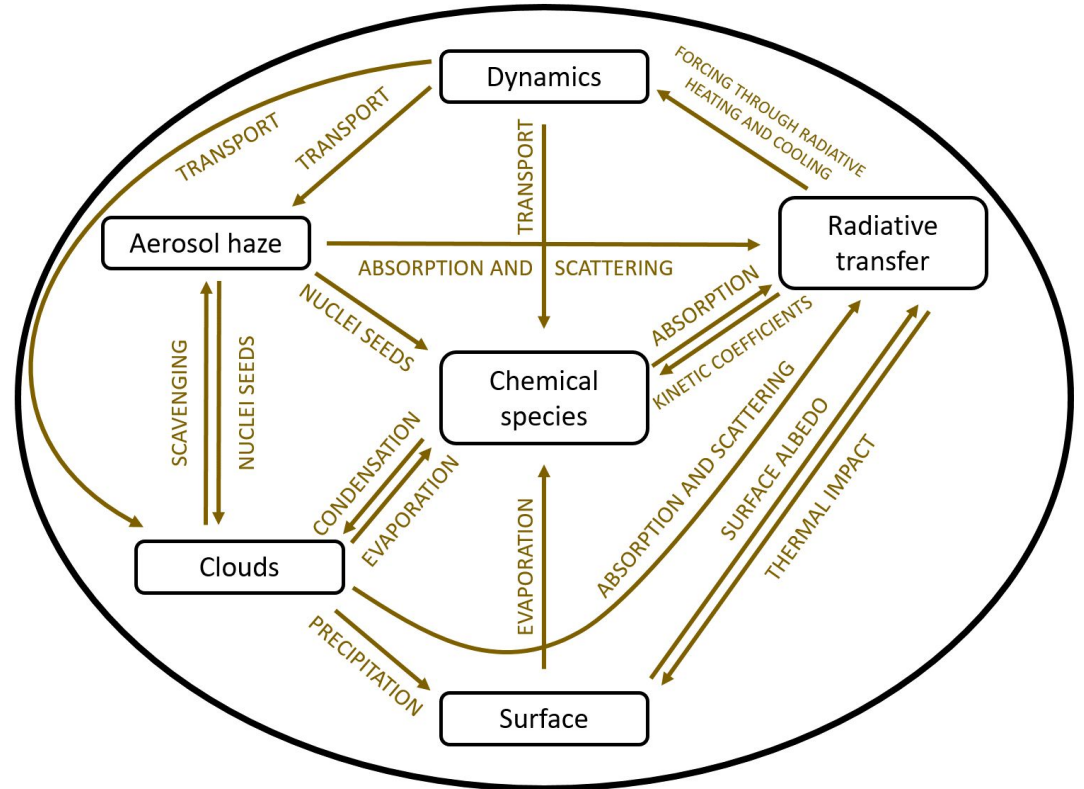 Dynamics
FORCING THROUGH RADIATIVE
HEATING AND COOLING
TRANSPORT
TRANSPORT
TRANSPORT
Aerosol haze
Radiative
transfer
ABSORPTION AND SCATTERING
NUCLEI SEEDS
ABSORPTION
KINETIC COEFFICIENTS
SCAVENGING
NUCLEI SEEDS
Chemical
species
CONDENSATION
EVAPORATION
ABSORPTION AND SCATTERING
SURFACE ALBEDO
THERMAL IMPACT
Clouds
EVAPORATION
PRECIPITATION
Surface